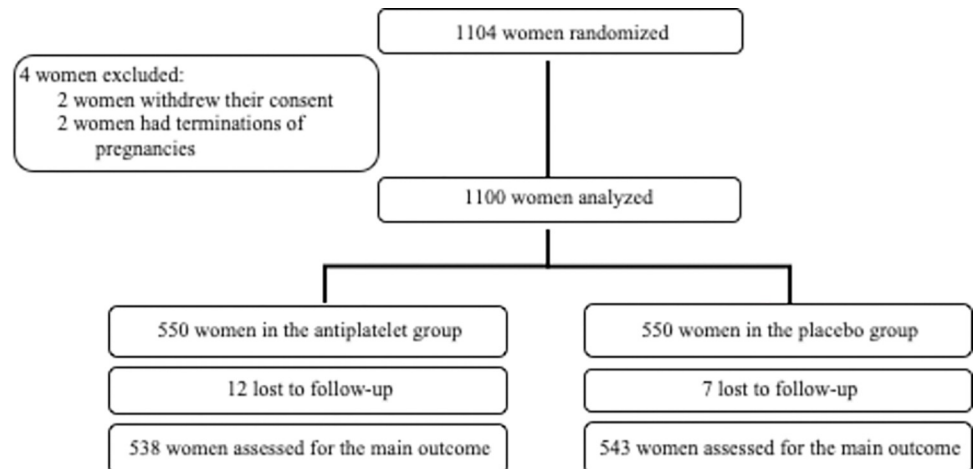 1104 women randomized
4 women excluded:
2 women withdrew their consent
2 women had terminations of
pregnancies
1100 women analyzed
550 women in the antiplatelet group
550 women in the placebo group
12 lost to follow-up
7 lost to follow-up
538 women assessed for the main outcome
543 women assessed for the main outcome